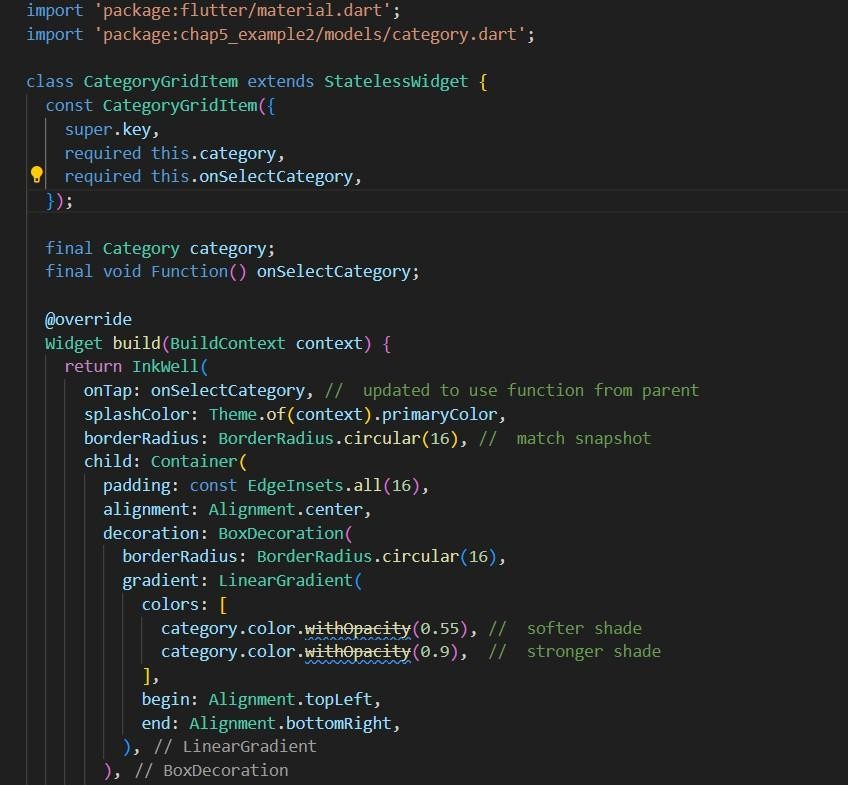 import 'package:flutter/material.dart';
import 'package:chap5_example2/models/category.dart';
class CategoryGridItem extends StatelessWidget {
const CategoryGridItem({
super.key,
required this.category,
required this.onSelectCategory,
});
final Category category;
final void Function() onSelectCategory;
@override
Widget build(BuildContext context) {
return InkWell(
onTap: onSelectCategory, // updated to use function from parent
splashColor: Theme.of(context).primaryColor,
borderRadius: BorderRadius.circular(16), // match snapshot
child: Container(
padding: const EdgeInsets.all(16),
alignment: Alignment.center,
decoration: BoxDecoration(
borderRadius: BorderRadius.circular(16),
gradient: LinearGradient(
colors: [
category.color.withOpacity(0.55), // softer shade
category.color.withOpacity(0.9), // stronger shade
],
begin: Alignment.topLeft,
end: Alignment.bottomRight,
), // LinearGradient
), // BoxDecoration